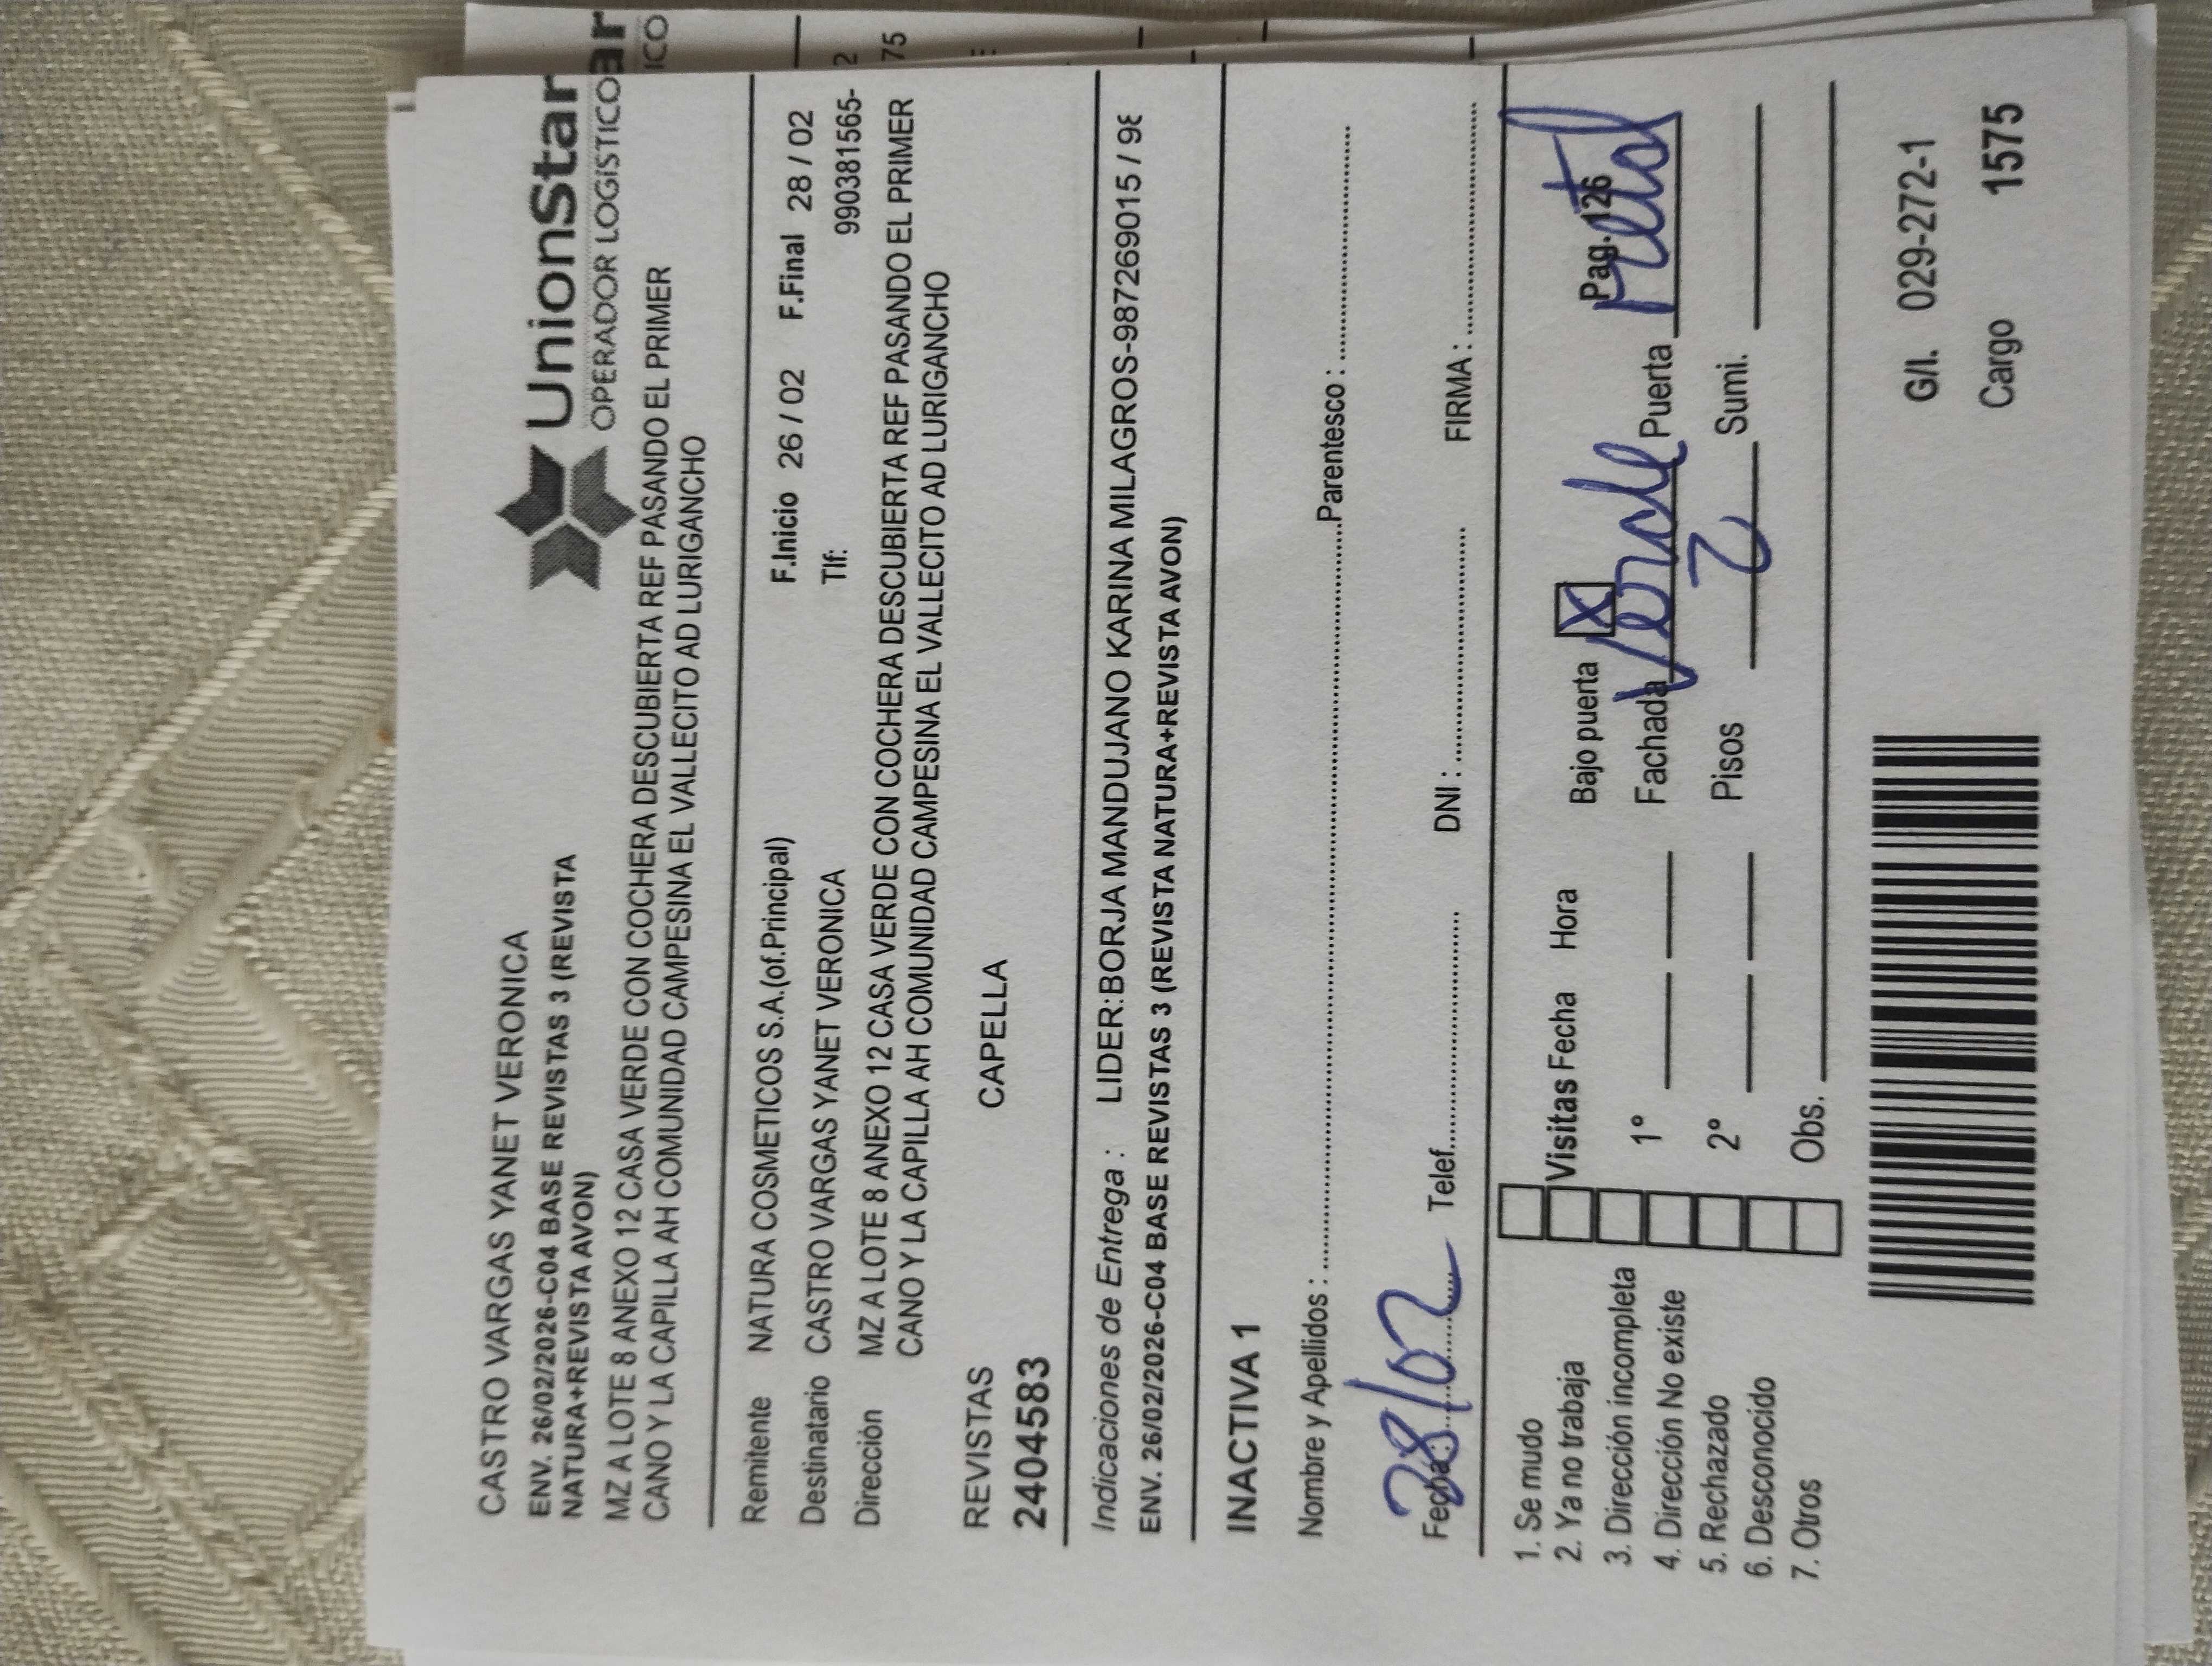 UnionStar
OPERADOR LOGISTICO
CASTRO VARGAS YANET VERONICA
ENV. 26/02/2026-C04 BASE REVISTAS 3 (REVISTA
NATURA+REVISTA AVON)
MZ A LOTE 8 ANEXO 12 CASA VERDE CON COCHERA DESCUBIERTA REF PASANDO EL PRIMER
CANO Y LA CAPILLA AH COMUNIDAD CAMPESINA EL VALLECITO AD LURIGANCHO
Remitente NATURA COSMETICOS S.A.(of.Principal) F.Inicio 26 / 02 F.Final 28 / 02
Destinatario CASTRO VARGAS YANET VERONICA Tlf: 990381565-
Dirección MZ A LOTE 8 ANEXO 12 CASA VERDE CON COCHERA DESCUBIERTA REF PASANDO EL PRIMER
CANO Y LA CAPILLA AH COMUNIDAD CAMPESINA EL VALLECITO AD LURIGANCHO
REVISTAS CAPELLA
2404583
Indicaciones de Entrega : LIDER:BORJA MANDUJANO KARINA MILAGROS-987269015 / 98
ENV. 26/02/2026-C04 BASE REVISTAS 3 (REVISTA NATURA+REVISTA AVON)
INACTIVA 1
Nombre y Apellidos : Parentesco :
Fecha: 28/02 Telef. DNI : FIRMA :
1. Se mudo
2. Ya no trabaja
3. Dirección incompleta
4. Dirección No existe
5. Rechazado
6. Desconocido
7. Otros
Visitas Fecha Hora Bajo puerta X Pag. 126
1° Fachada Verde Puerta Metal
2° Pisos 2 Sumi.
Obs.
G/I. 029-272-1
Cargo 1575